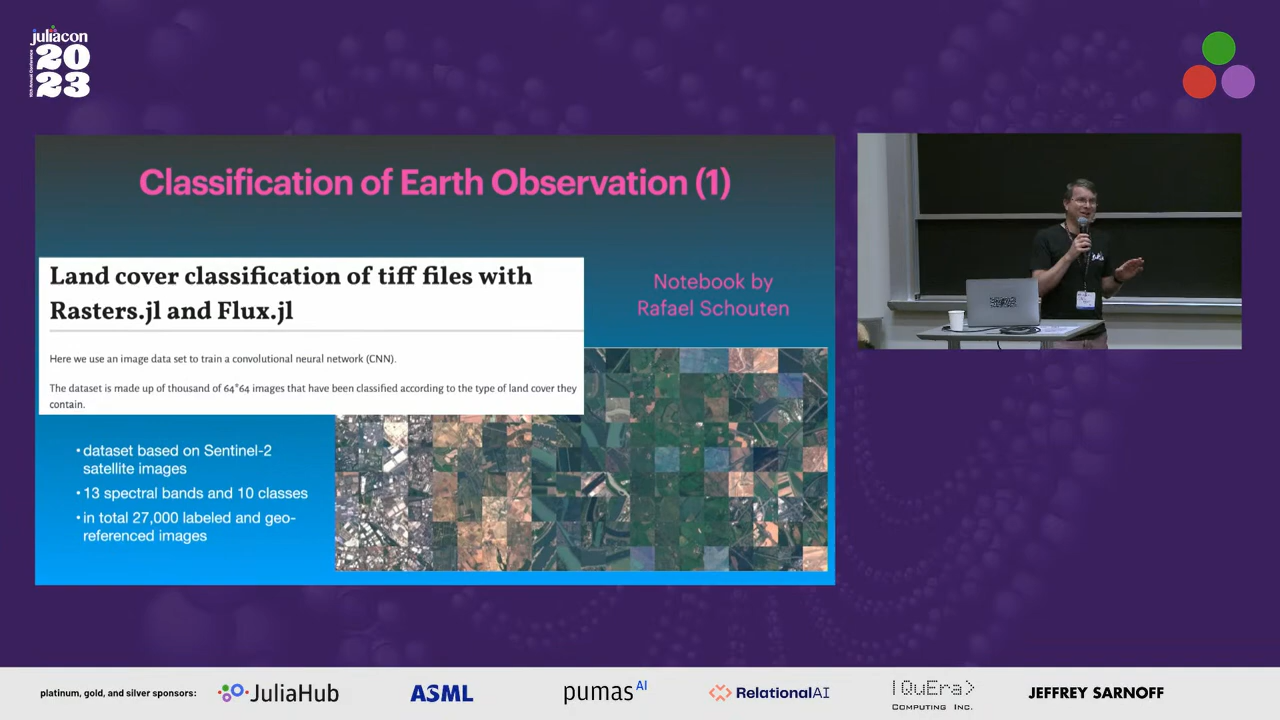 juliacon
20
23
Classification of Earth Observation (1)
Land cover classification of tiff files with
Rasters.jl and Flux.jl
Notebook by
Rafael Schouten
Here we use an image data set to train a convolutional neural network (CNN).
The dataset is made up of thousand of 64*64 images that have been classified according to the type of land cover they
contain.
• dataset based on Sentinel-2
satellite images
• 13 spectral bands and 10 classes
• in total 27,000 labeled and geo-
referenced images
platinum, gold, and silver sponsors:
JuliaHub
ASML
pumasAI
RelationalAI
|QuEra>
COMPUTING INC.
JEFFREY SARNOFF